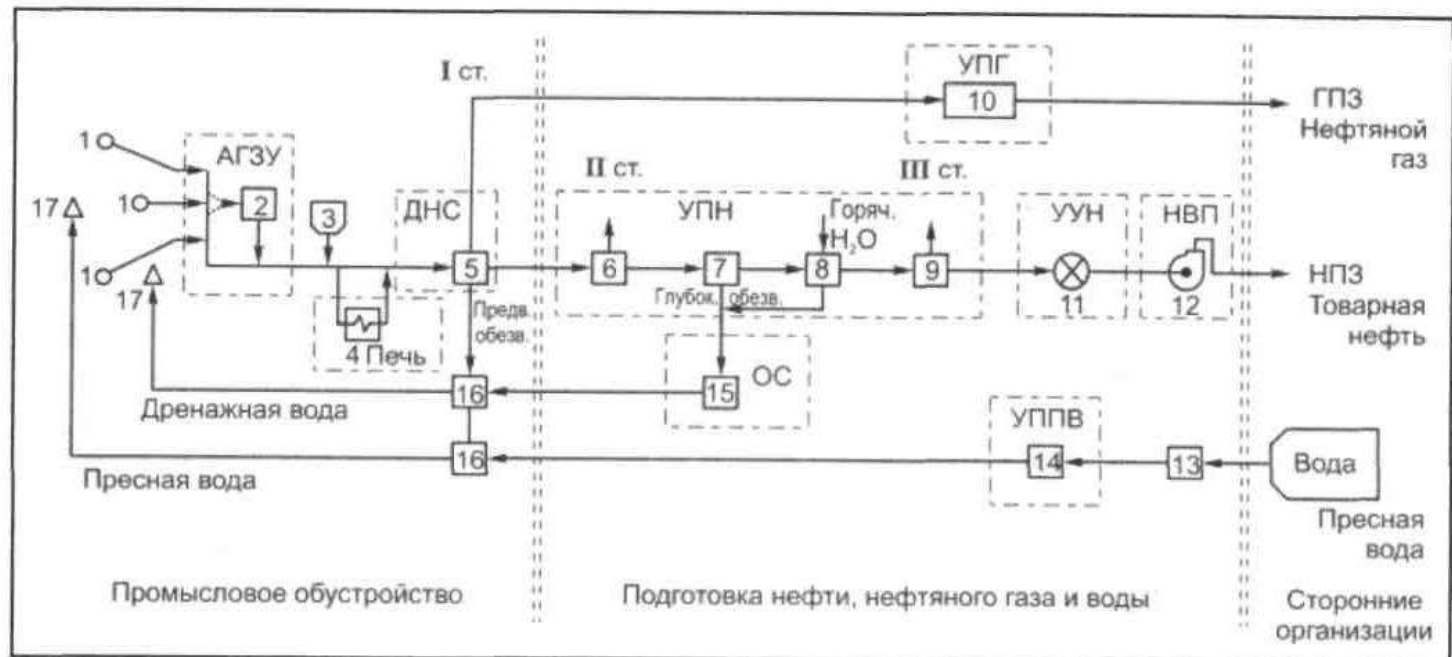 I ст.
УПГ
10
ГПЗ
Нефтяной
газ
1
АГЗУ
II ст.
III ст.
17
1
2
3
ДНС
УПН
Горяч.
H₂O
УУН
НВП
1
17
5
6
7
8
9
11
12
НПЗ
Товарная
нефть
Глубок. обезв.
Предв.
обезв.
4 Печь
16
15
ОС
Дренажная вода
УППВ
16
14
13
Вода
Пресная вода
Пресная
вода
Промысловое обустройство
Подготовка нефти, нефтяного газа и воды
Сторонние
организации